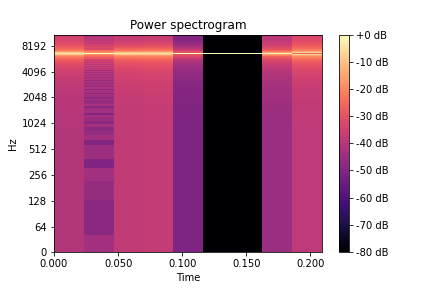 Power spectrogram
8192
4096
2048
1024
512
256
128
64
0
Hz
0.000 0.050 0.100 0.150 0.200
Time
+0 dB
-10 dB
-20 dB
-30 dB
-40 dB
-50 dB
-60 dB
-70 dB
-80 dB